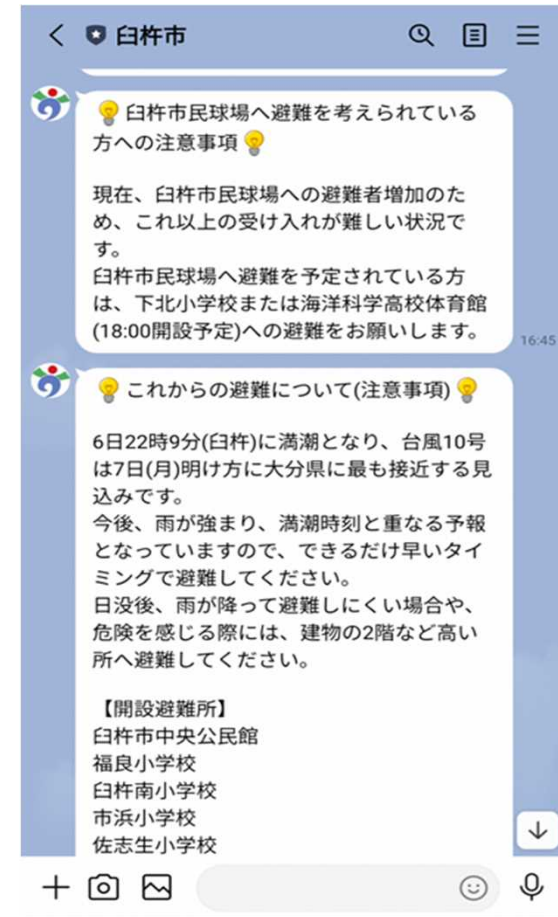 臼杵市
💡臼杵市民球場へ避難を考えられている
方への注意事項💡
現在、臼杵市民球場への避難者増加のた
め、これ以上の受け入れが難しい状況で
す。
臼杵市民球場へ避難を予定されている方
は、下北小学校または海洋科学高校体育館
(18:00開設予定)への避難をお願いします。
16:45
💡これからの避難について(注意事項)💡
6日22時9分(臼杵)に満潮となり、台風10号
は7日(月)明け方に大分県に最も接近する見
込みです。
今後、雨が強まり、満潮時刻と重なる予報
となっていますので、できるだけ早いタイ
ミングで避難してください。
日没後、雨が降って避難しにくい場合や、
危険を感じる際には、建物の2階など高い
所へ避難してください。
【開設避難所】
臼杵市中央公民館
福良小学校
臼杵南小学校
市浜小学校
佐志生小学校